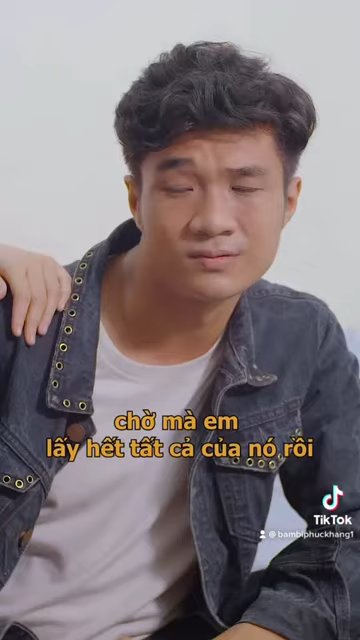 chờ mà em
lấy hết tất cả của nó rồi
TikTok
@bambiphuckhang1